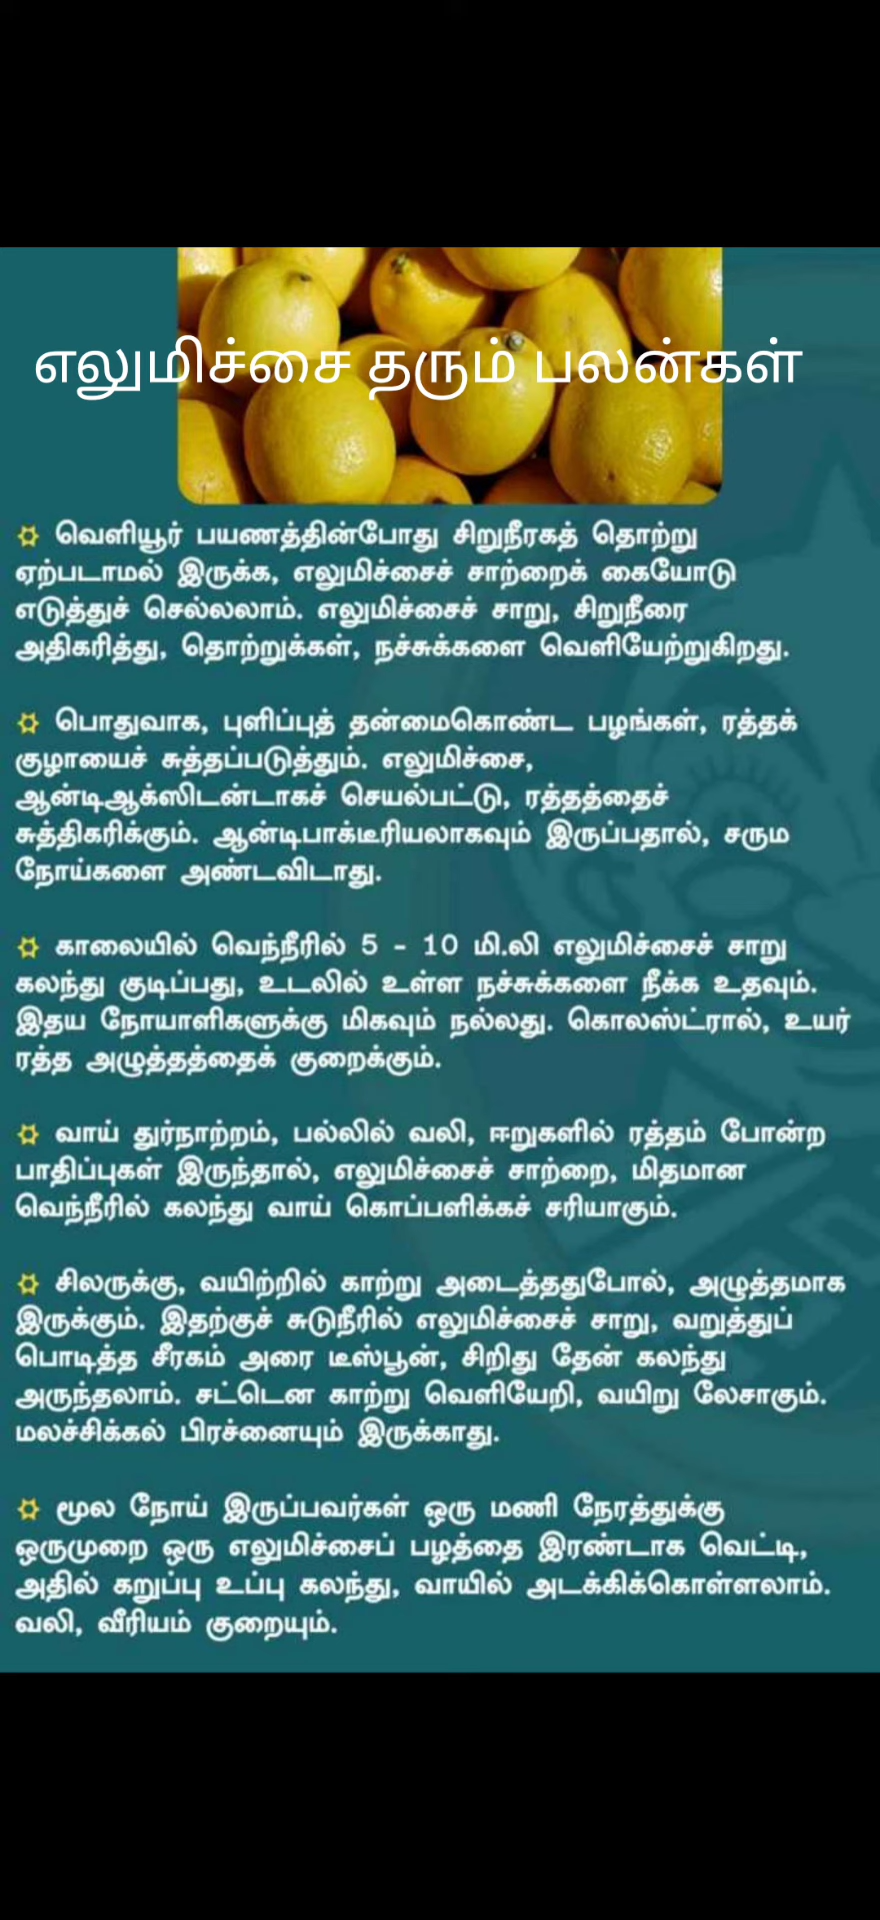 எலுமிச்சை தரும் பலன்கள்
✡ வெளியூர் பயணத்தின்போது சிறுநீரகத் தொற்று
ஏற்படாமல் இருக்க, எலுமிச்சைச் சாற்றைக் கையோடு
எடுத்துச் செல்லலாம். எலுமிச்சைச் சாறு, சிறுநீரை
அதிகரித்து, தொற்றுக்கள், நச்சுக்களை வெளியேற்றுகிறது.
✡ பொதுவாக, புளிப்புத் தன்மைகொண்ட பழங்கள், ரத்தக்
குழாயைச் சுத்தப்படுத்தும். எலுமிச்சை,
ஆன்டிஆக்ஸிடன்டாகச் செயல்பட்டு, ரத்தத்தைச்
சுத்திகரிக்கும். ஆன்டிபாக்டீரியலாகவும் இருப்பதால், சரும
நோய்களை அண்டவிடாது.
✡ காலையில் வெந்நீரில் 5 - 10 மி.லி எலுமிச்சைச் சாறு
கலந்து குடிப்பது, உடலில் உள்ள நச்சுக்களை நீக்க உதவும்.
இதய நோயாளிகளுக்கு மிகவும் நல்லது. கொலஸ்ட்ரால், உயர்
ரத்த அழுத்தத்தைக் குறைக்கும்.
✡ வாய் துர்நாற்றம், பல்லில் வலி, ஈறுகளில் ரத்தம் போன்ற
பாதிப்புகள் இருந்தால், எலுமிச்சைச் சாற்றை, மிதமான
வெந்நீரில் கலந்து வாய் கொப்பளிக்கச் சரியாகும்.
✡ சிலருக்கு, வயிற்றில் காற்று அடைத்ததுபோல், அழுத்தமாக
இருக்கும். இதற்குச் சுடுநீரில் எலுமிச்சைச் சாறு, வறுத்துப்
பொடித்த சீரகம் அரை டீஸ்பூன், சிறிது தேன் கலந்து
அருந்தலாம். சட்டென காற்று வெளியேறி, வயிறு லேசாகும்.
மலச்சிக்கல் பிரச்னையும் இருக்காது.
✡ மூல நோய் இருப்பவர்கள் ஒரு மணி நேரத்துக்கு
ஒருமுறை ஒரு எலுமிச்சைப் பழத்தை இரண்டாக வெட்டி,
அதில் கறுப்பு உப்பு கலந்து, வாயில் அடக்கிக்கொள்ளலாம்.
வலி, வீரியம் குறையும்.